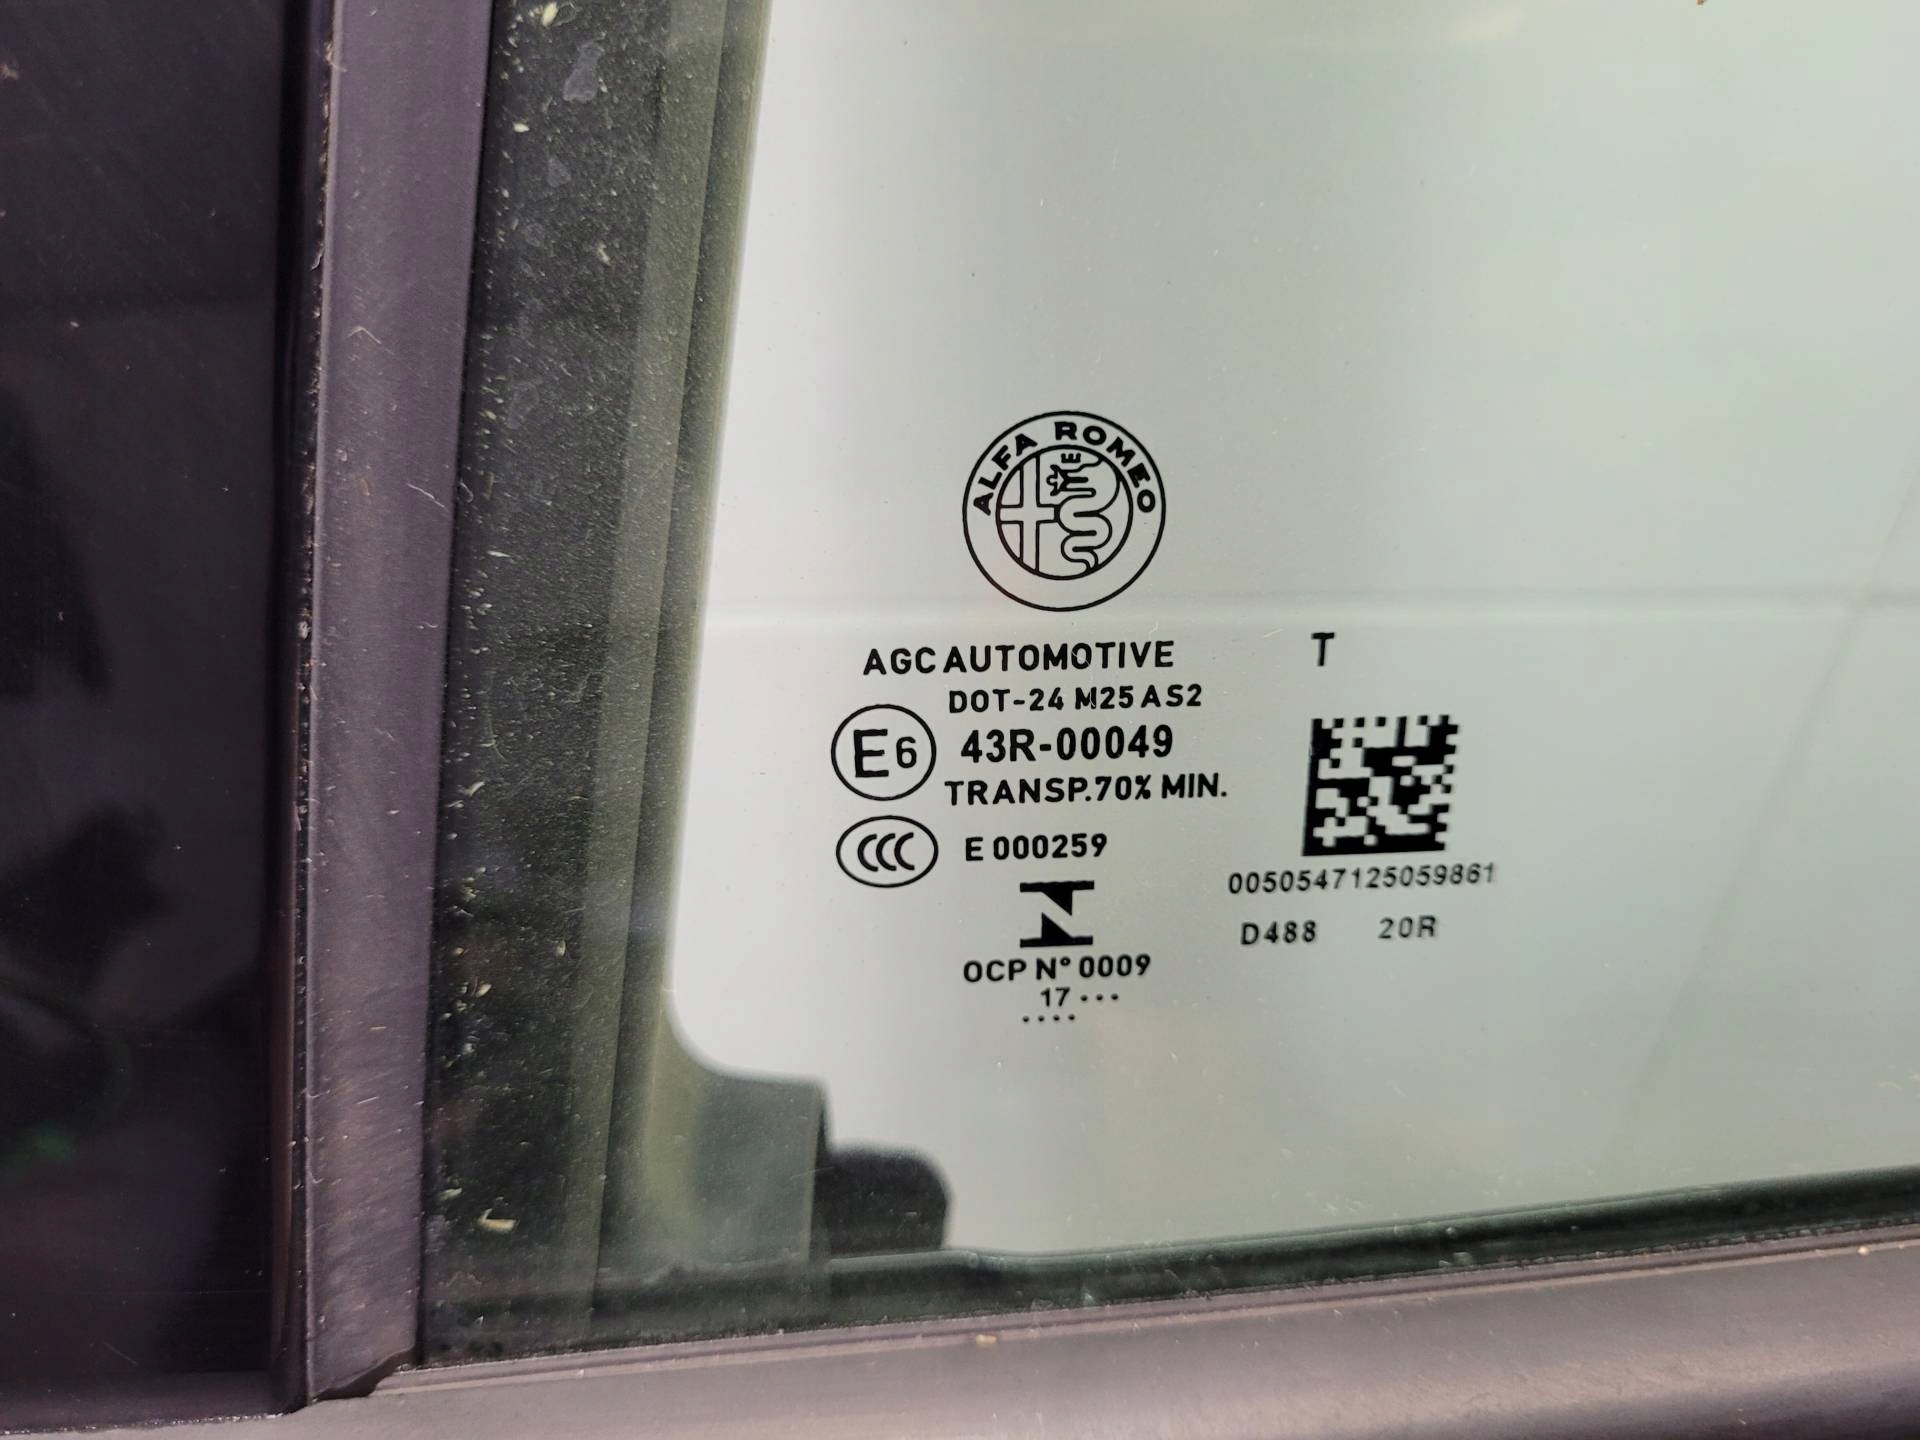 ALFA ROMEO
AGC AUTOMOTIVE
T
DOT-24 M25 AS2
E6
43R-00049
TRANSP.70% MIN.
CCC
E 000259
OCP N° 0009
17 ···
····
0050547125059861
D488 20R